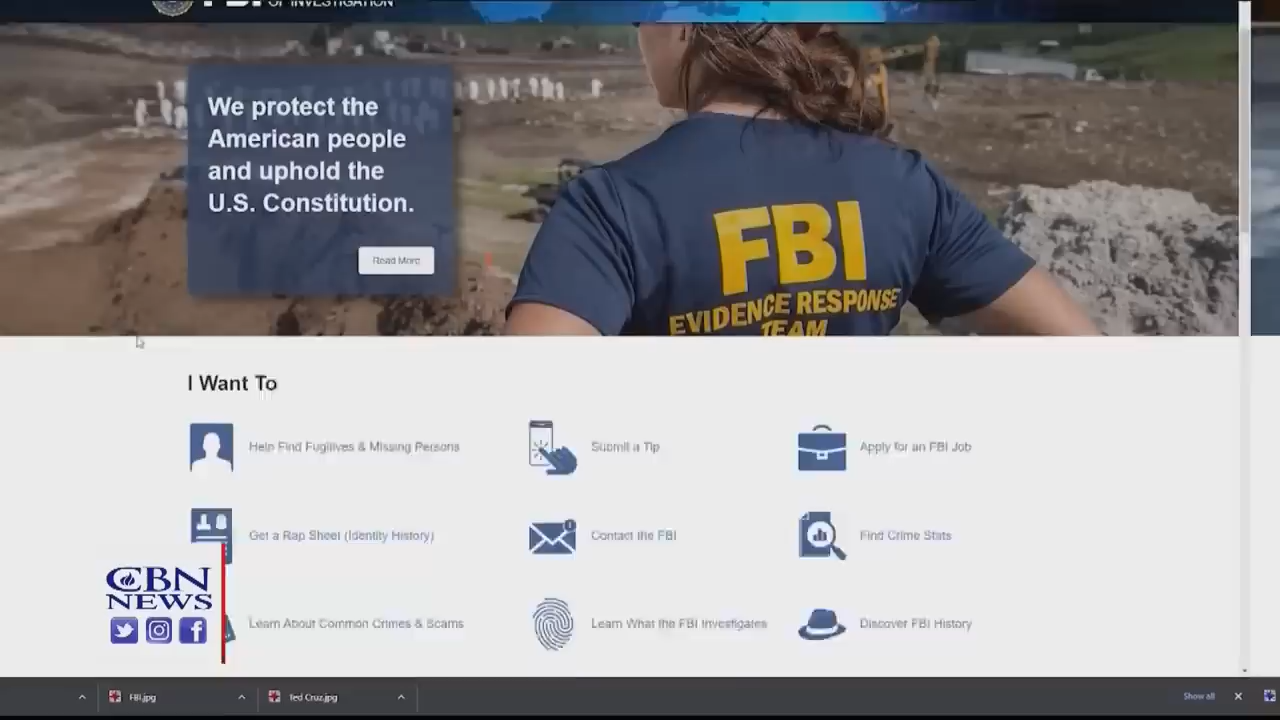 FBI OF INVESTIGATION
We protect the
American people
and uphold the
U.S. Constitution.
Read More
FBI
EVIDENCE RESPONSE
TEAM
I Want To
Help Find Fugitives & Missing Persons
Submit a Tip
Apply for an FBI Job
Get a Rap Sheet (Identity History)
Contact the FBI
Find Crime Stats
Learn About Common Crimes & Scams
Learn What the FBI Investigates
Discover FBI History
CBN
NEWS
FBI.jpg
Ted Cruz.jpg
Show all